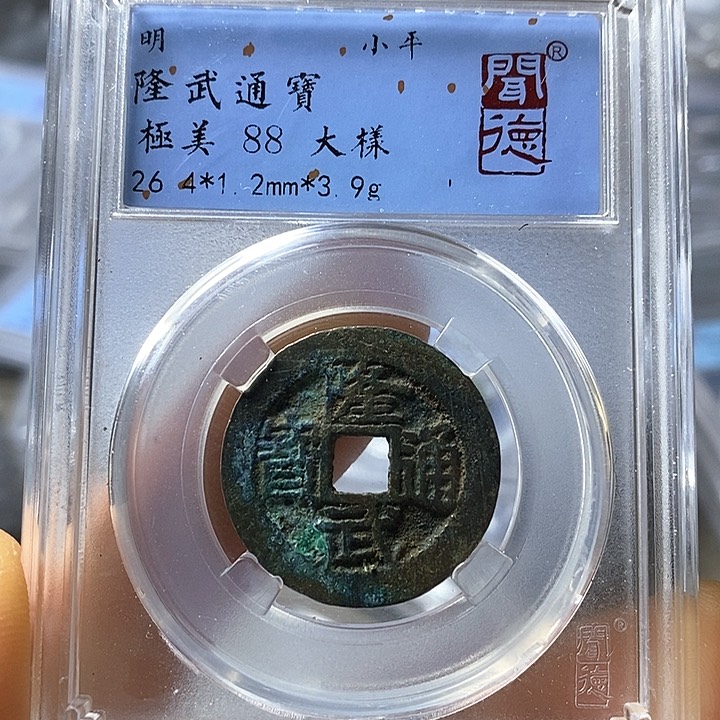 明 小平
隆武通寶
極美 88 大樣
26.4*1.2mm*3.9g
聞德®
隆武通寶
聞德®